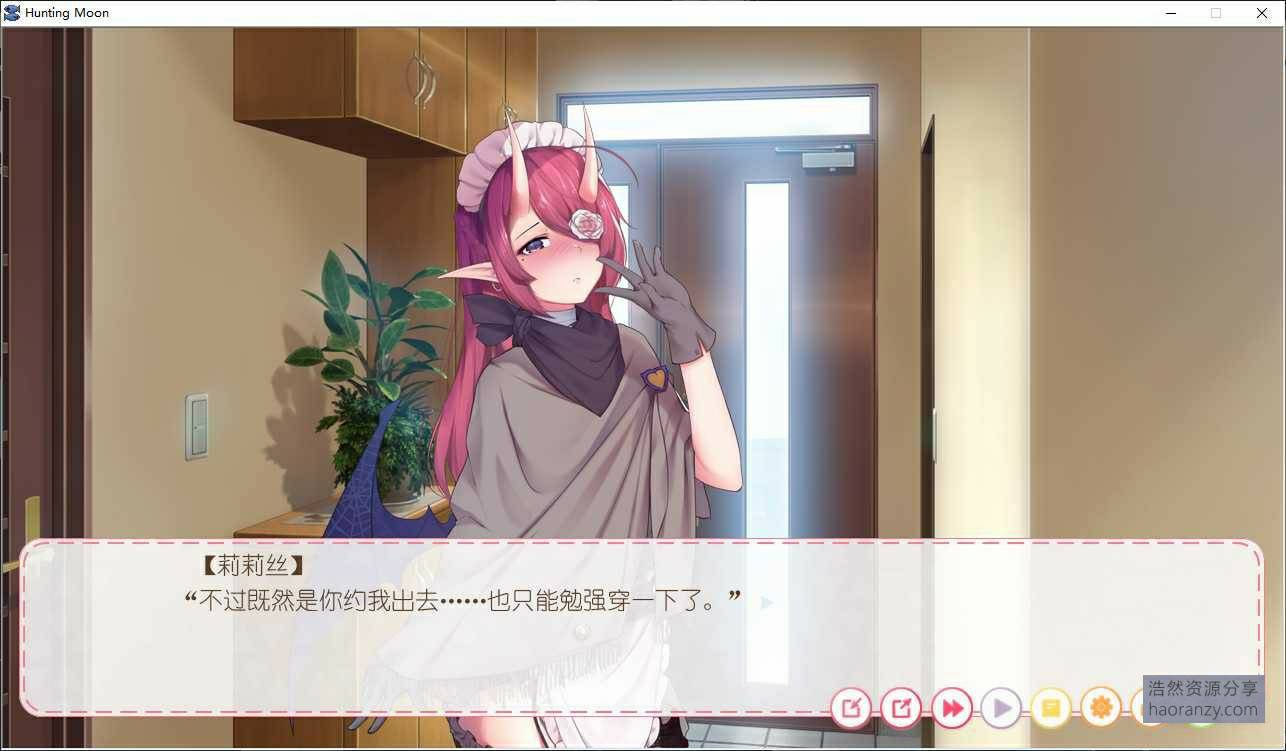 Hunting Moon
【莉莉丝】
“不过既然是你约我出去……也只能勉强穿一下了。”
浩然资源分享
haoranzy.com